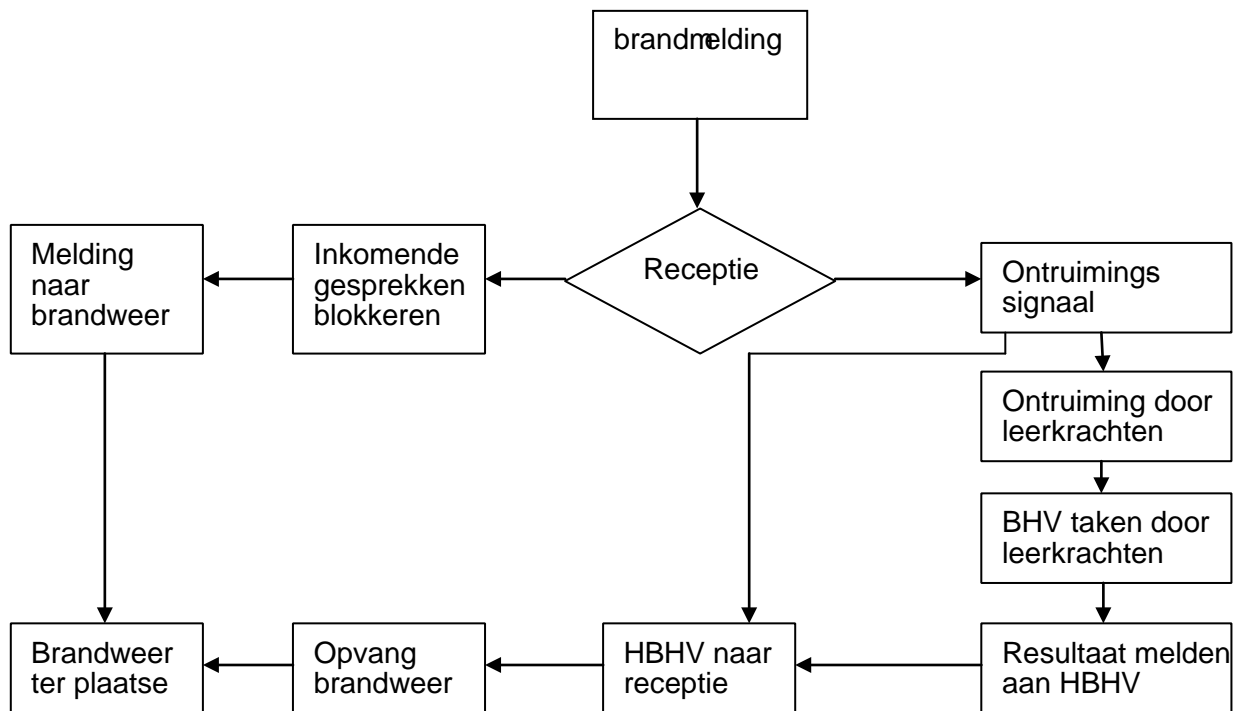 brandmelding
Receptie
Melding
naar
brandweer
Inkomende
gesprekken
blokkeren
Ontruimings
signaal
Ontruiming door
leerkrachten
BHV taken door
leerkrachten
Brandweer
ter plaatse
Opvang
brandweer
HBHV naar
receptie
Resultaat melden
aan HBHV